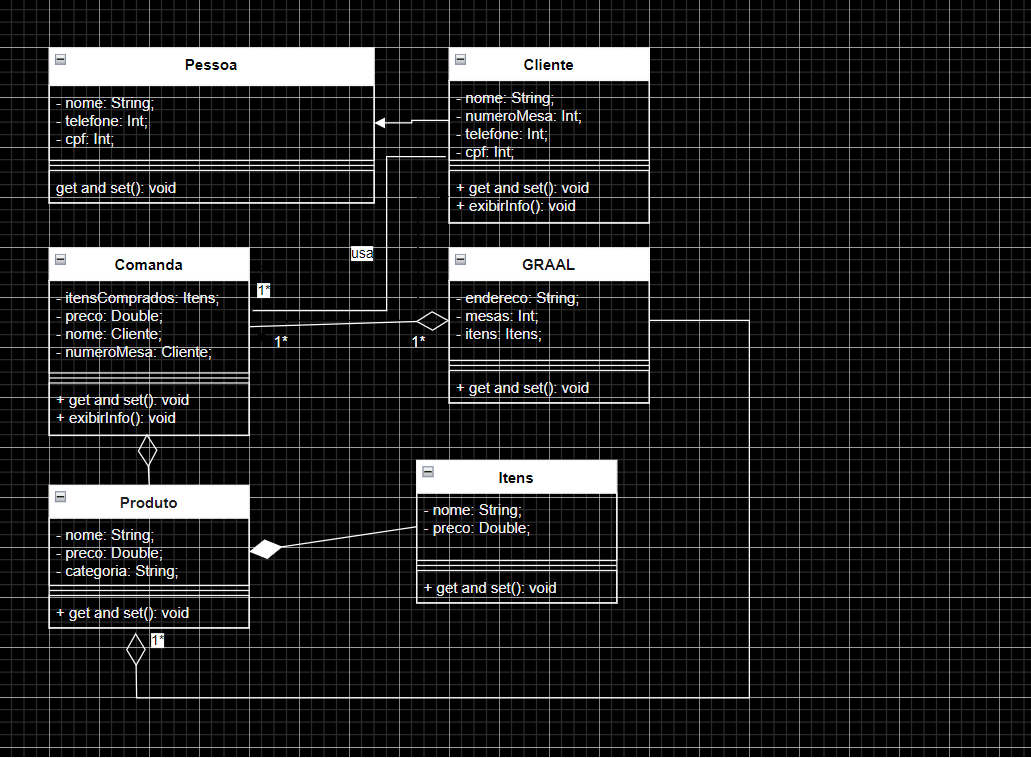 Pessoa
- nome: String;
- telefone: Int;
- cpf: Int;
get and set(): void
Cliente
- nome: String;
- numeroMesa: Int;
- telefone: Int;
- cpf: Int;
+ get and set(): void
+ exibirInfo(): void
usa
Comanda
- itensComprados: Itens;
- preco: Double;
- nome: Cliente;
- numeroMesa: Cliente;
+ get and set(): void
+ exibirInfo(): void
1*
1*
1*
GRAAL
- endereco: String;
- mesas: Int;
- itens: Itens;
+ get and set(): void
Produto
- nome: String;
- preco: Double;
- categoria: String;
+ get and set(): void
1*
Itens
- nome: String;
- preco: Double;
+ get and set(): void